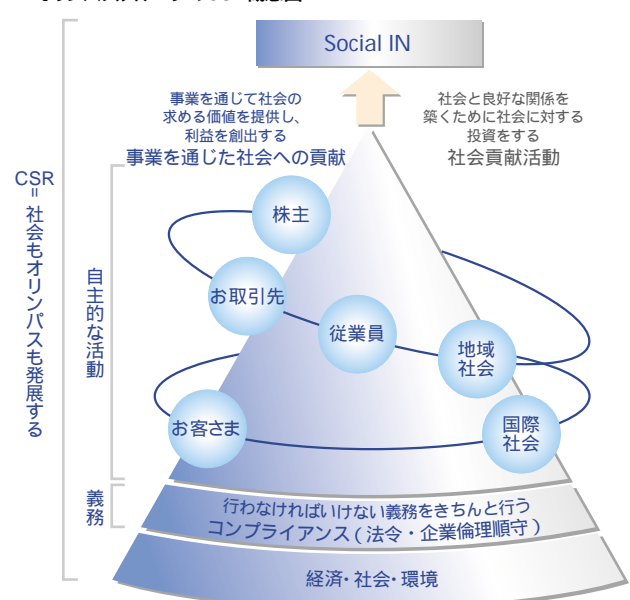 Social IN
事業を通じて社会の
求める価値を提供し、
利益を創出する
事業を通じた社会への貢献
社会と良好な関係を
築くために社会に対する
投資をする
社会貢献活動
CSR=社会もオリンパスも発展する
自主的な活動
株主
お取引先
従業員
地域
社会
お客さま
国際
社会
義務
行わなければいけない義務をきちんと行う
コンプライアンス(法令・企業倫理順守)
経済・社会・環境